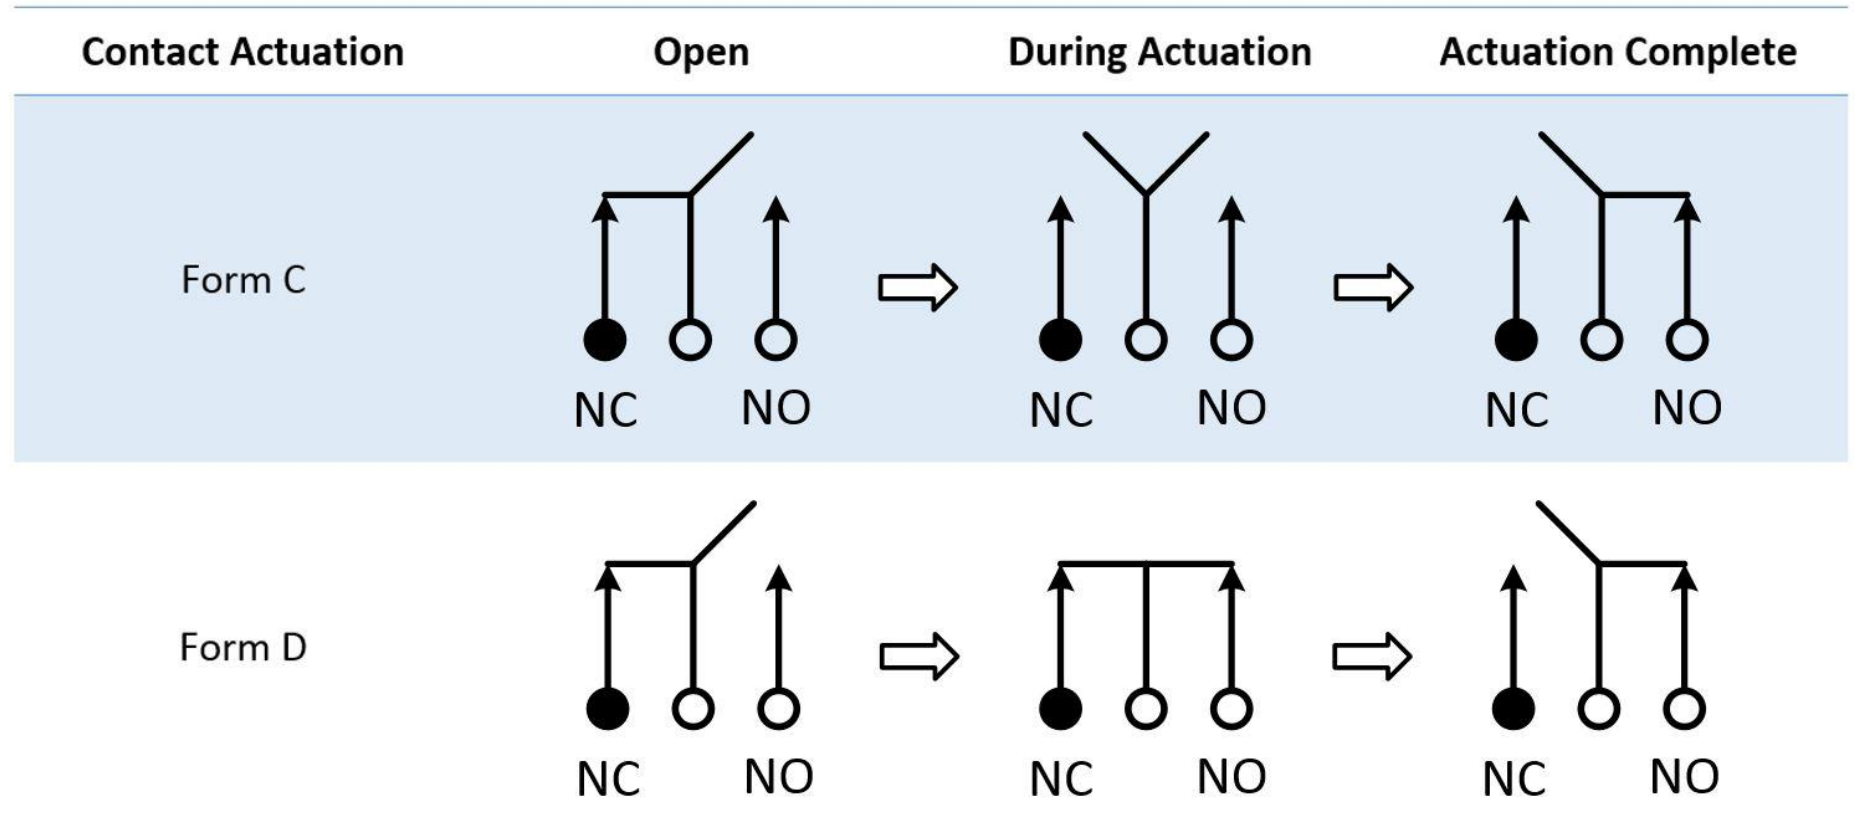 Contact Actuation Open During Actuation Actuation Complete
Form C
NC NO NC NO NC NO
Form D
NC NO NC NO NC NO